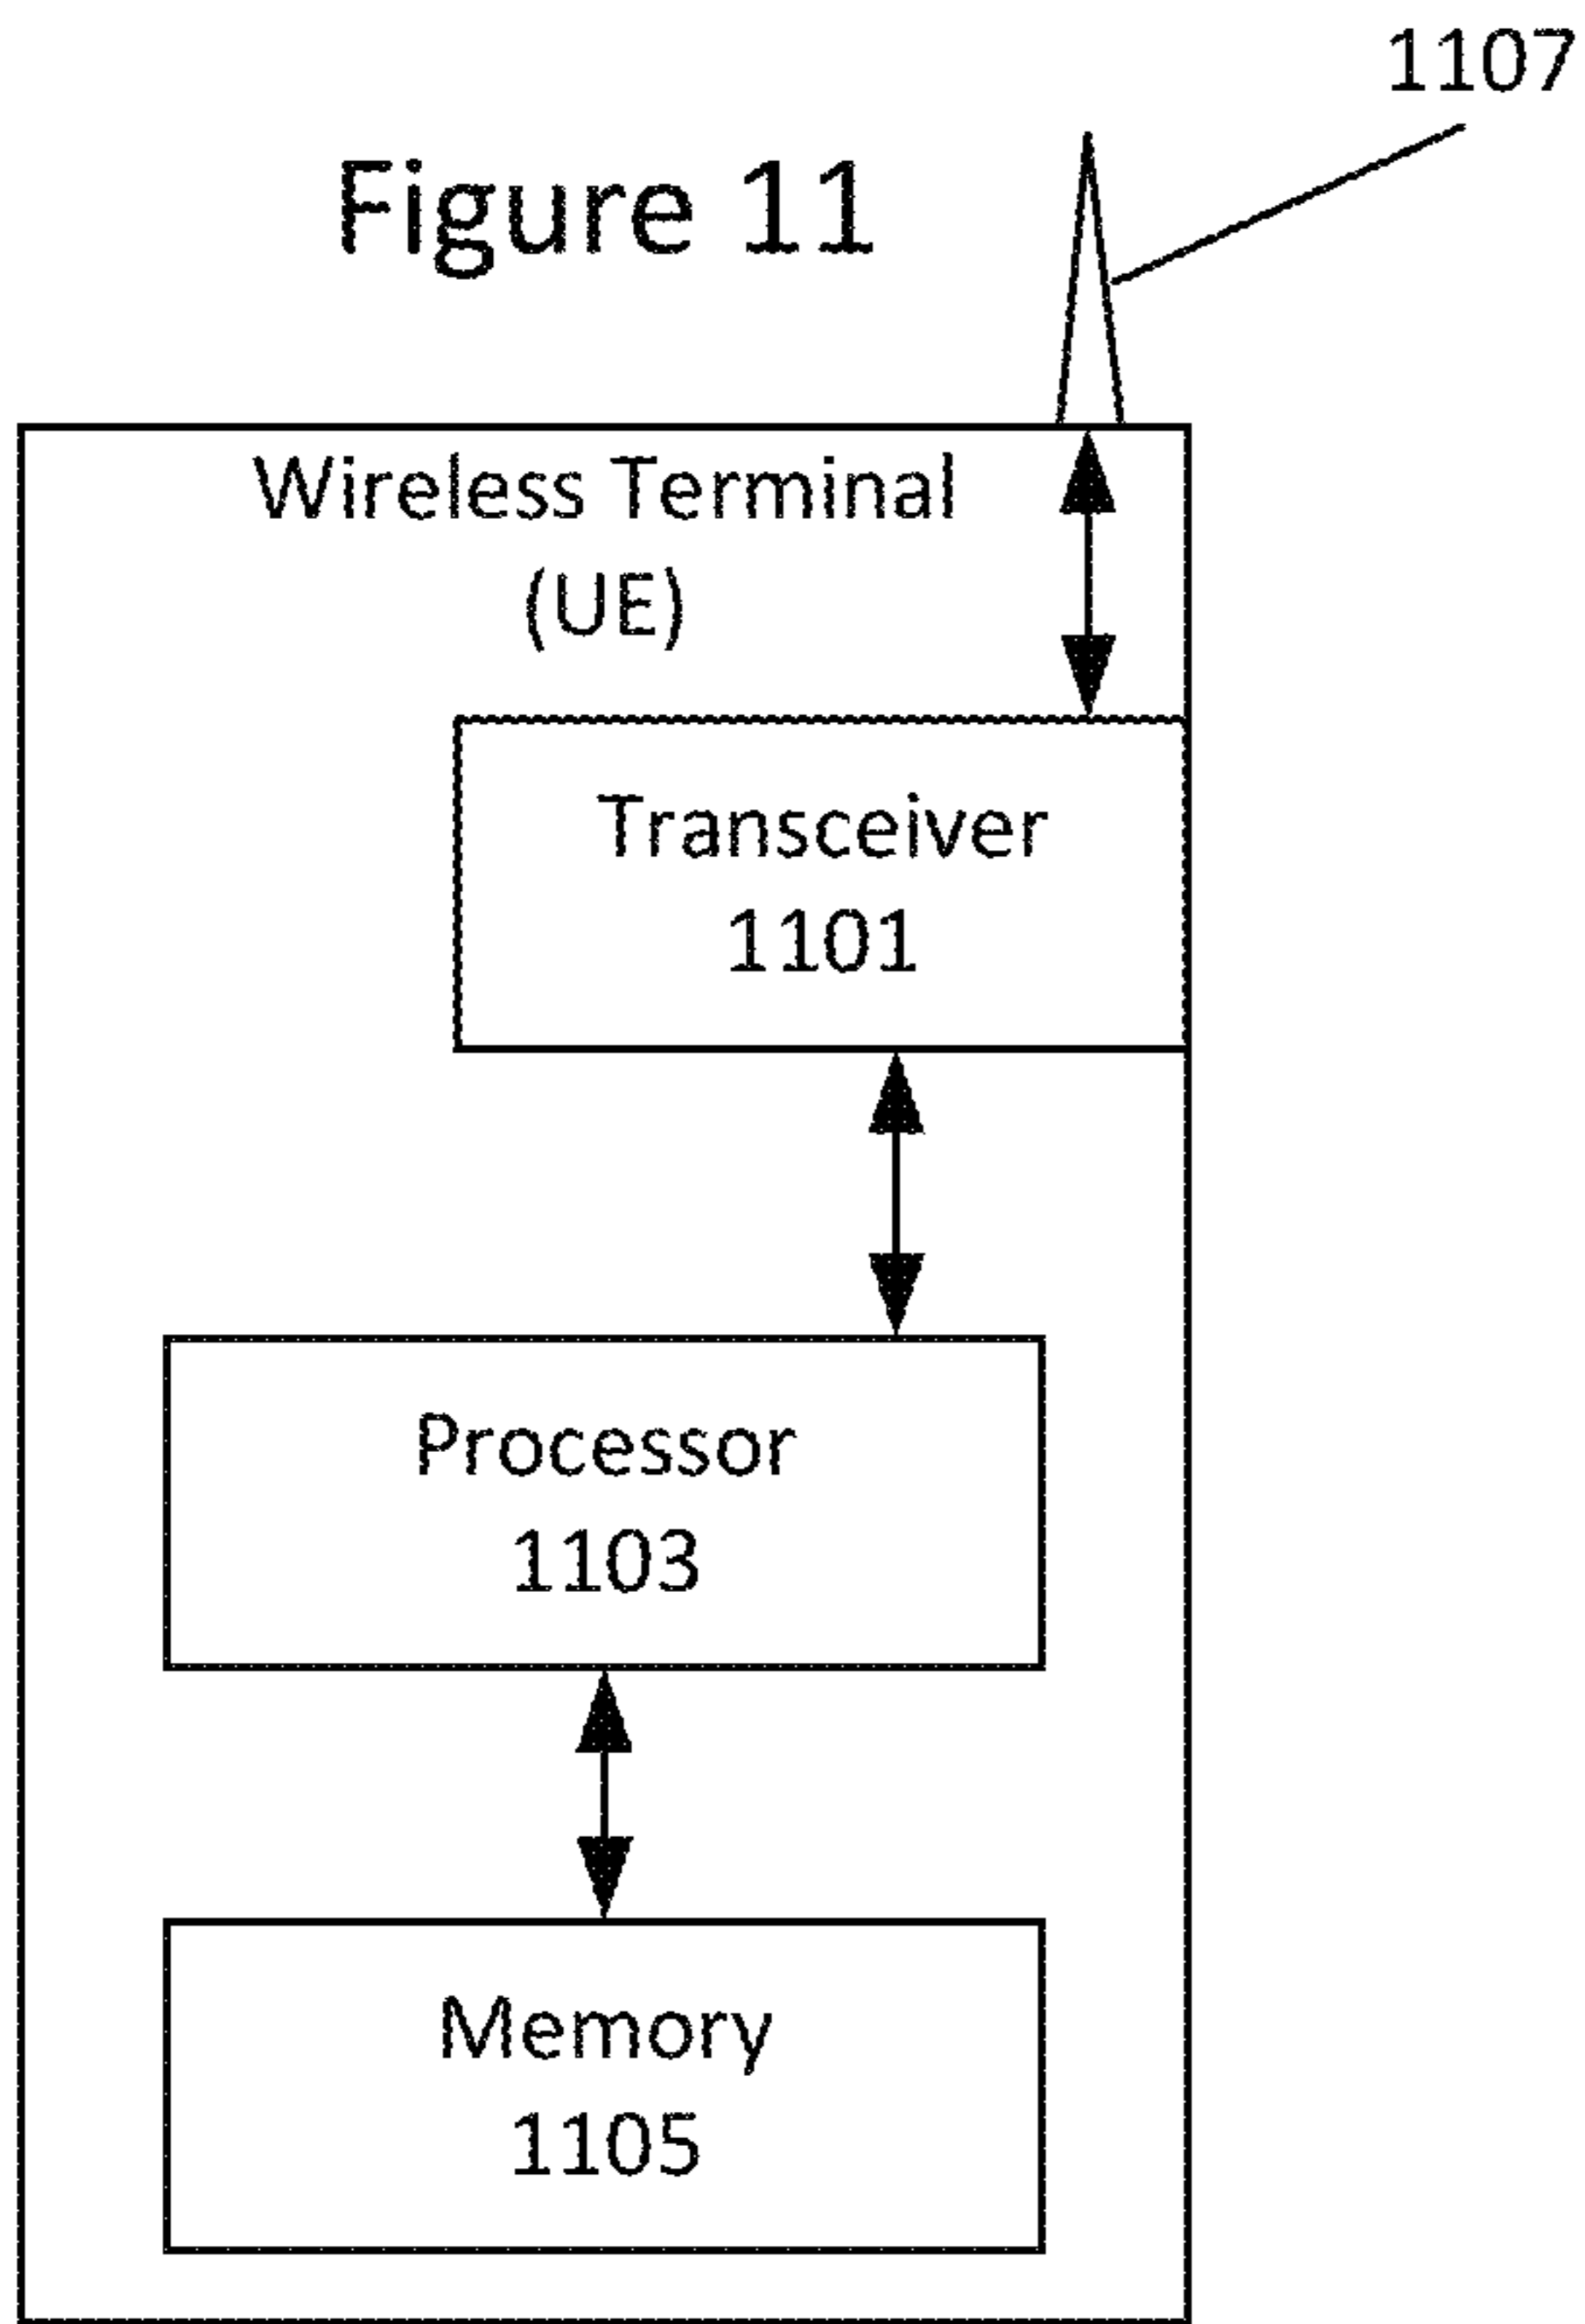 1107
Figure 11
Wireless Terminal
(UE)
Transceiver
1101
Processor
1103
Memory
1105